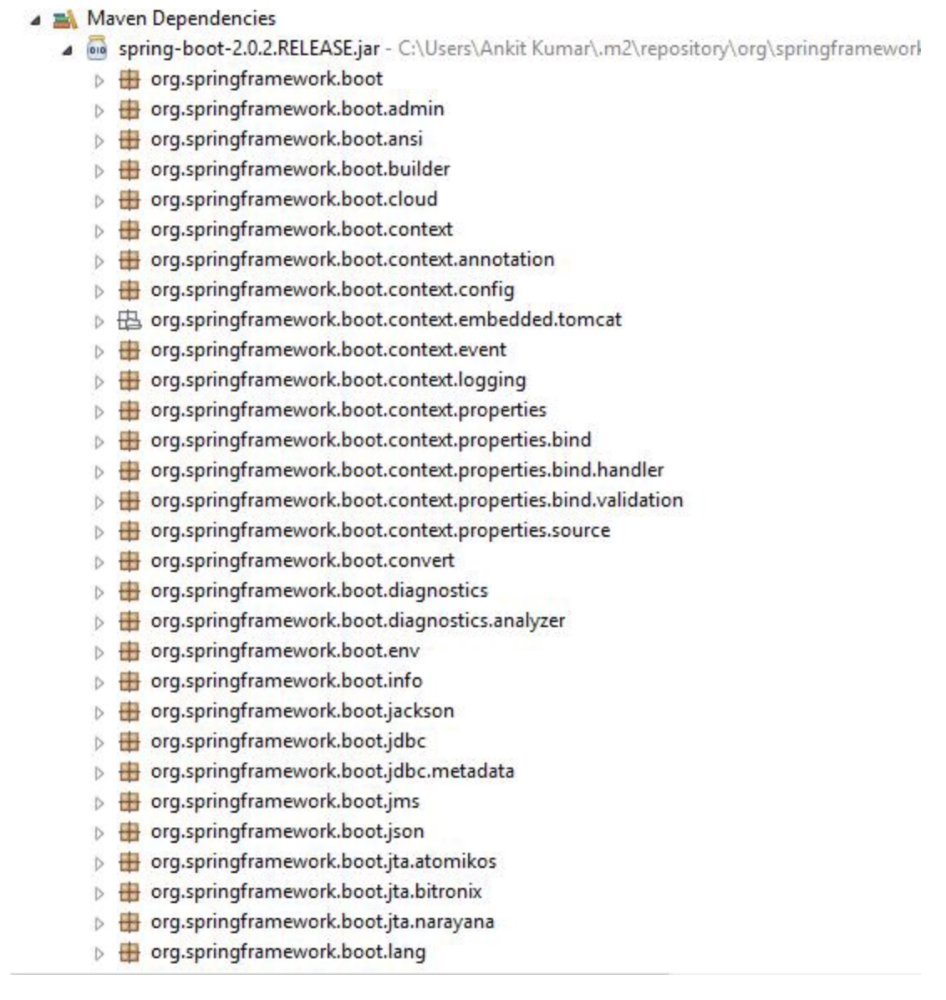 Maven Dependencies
spring-boot-2.0.2.RELEASE.jar - C:\Users\Ankit Kumar\.m2\repository\org\springframework
org.springframework.boot
org.springframework.boot.admin
org.springframework.boot.ansi
org.springframework.boot.builder
org.springframework.boot.cloud
org.springframework.boot.context
org.springframework.boot.context.annotation
org.springframework.boot.context.config
org.springframework.boot.context.embedded.tomcat
org.springframework.boot.context.event
org.springframework.boot.context.logging
org.springframework.boot.context.properties
org.springframework.boot.context.properties.bind
org.springframework.boot.context.properties.bind.handler
org.springframework.boot.context.properties.bind.validation
org.springframework.boot.context.properties.source
org.springframework.boot.convert
org.springframework.boot.diagnostics
org.springframework.boot.diagnostics.analyzer
org.springframework.boot.env
org.springframework.boot.info
org.springframework.boot.jackson
org.springframework.boot.jdbc
org.springframework.boot.jdbc.metadata
org.springframework.boot.jms
org.springframework.boot.json
org.springframework.boot.jta.atomikos
org.springframework.boot.jta.bitronix
org.springframework.boot.jta.narayana
org.springframework.boot.lang